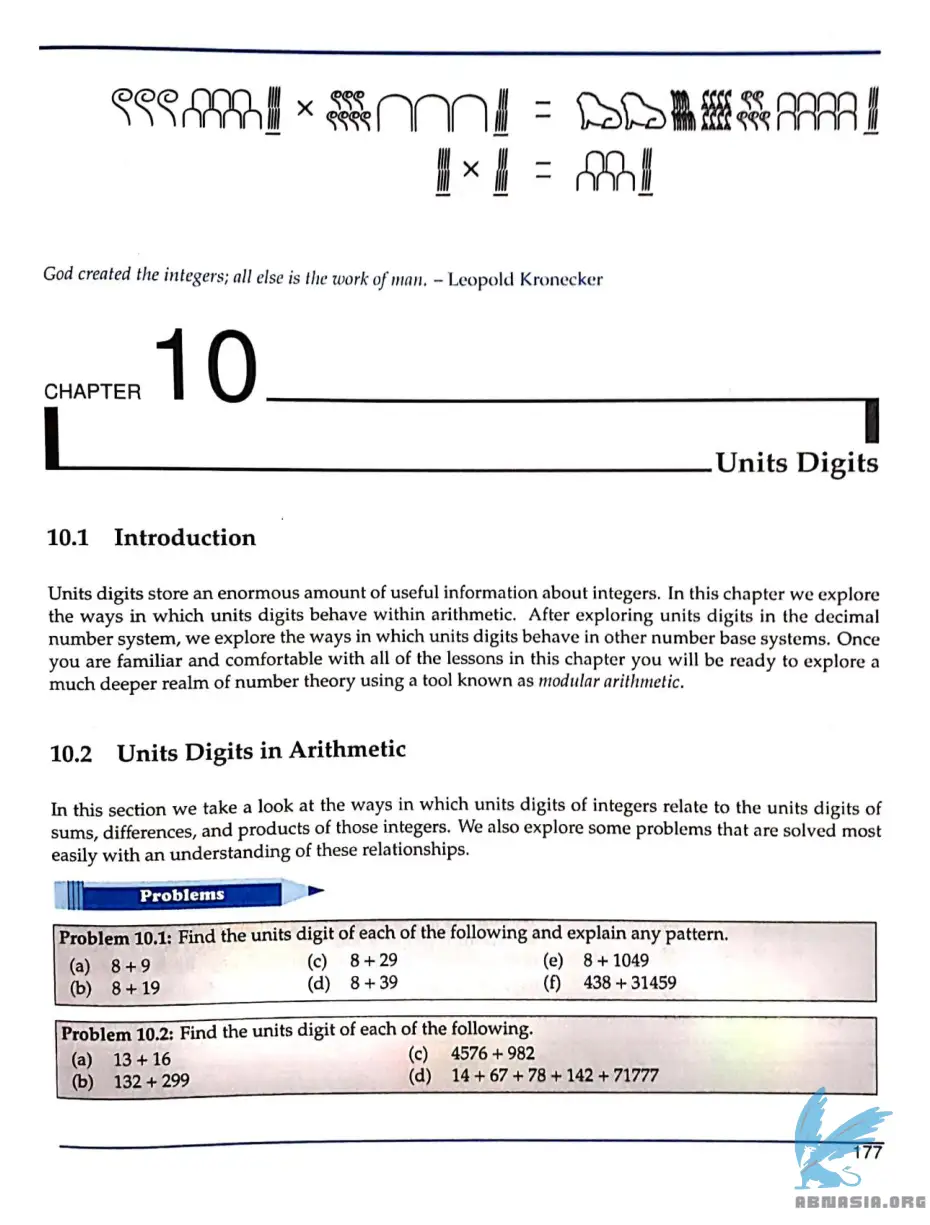 × =
× =
God created the integers; all else is the work of man. – Leopold Kronecker
CHAPTER 10
Units Digits
10.1 Introduction
Units digits store an enormous amount of useful information about integers. In this chapter we explore
the ways in which units digits behave within arithmetic. After exploring units digits in the decimal
number system, we explore the ways in which units digits behave in other number base systems. Once
you are familiar and comfortable with all of the lessons in this chapter you will be ready to explore a
much deeper realm of number theory using a tool known as modular arithmetic.
10.2 Units Digits in Arithmetic
In this section we take a look at the ways in which units digits of integers relate to the units digits of
sums, differences, and products of those integers. We also explore some problems that are solved most
easily with an understanding of these relationships.
Problems
Problem 10.1: Find the units digit of each of the following and explain any pattern.
(a) 8 + 9 (c) 8 + 29 (e) 8 + 1049
(b) 8 + 19 (d) 8 + 39 (f) 438 + 31459
Problem 10.2: Find the units digit of each of the following.
(a) 13 + 16 (c) 4576 + 982
(b) 132 + 299 (d) 14 + 67 + 78 + 142 + 71777
177
ABNASIA.ORG